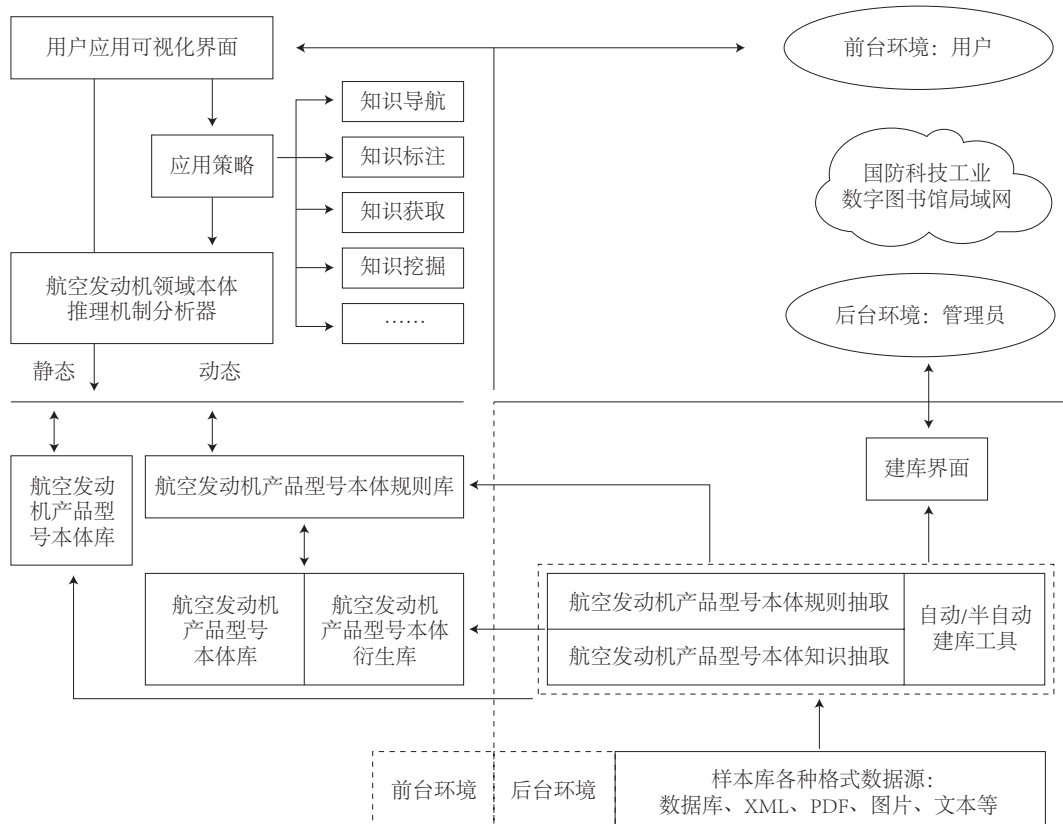 用户应用可视化界面
前台环境：用户
知识导航
应用策略
知识标注
国防科技工业
数字图书馆局域网
知识获取
知识挖掘
航空发动机领域本体
推理机制分析器
……
后台环境：管理员
静态
动态
航空发动
机产品型
号本体库
航空发动机产品型号本体规则库
建库界面
航空发动机
产品型号
本体库
航空发动机
产品型号本体
衍生库
航空发动机产品型号本体规则抽取
航空发动机产品型号本体知识抽取
自动/半自动
建库工具
前台环境
后台环境
样本库各种格式数据源：
数据库、XML、PDF、图片、文本等